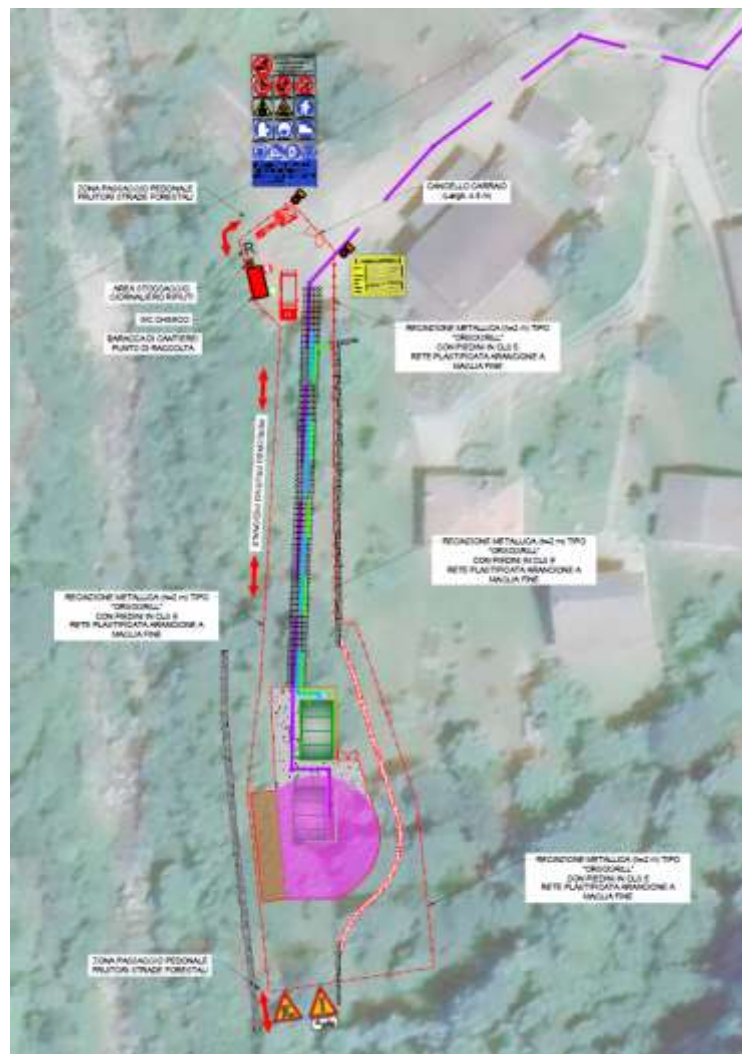 ZONA PASSAGGIO PEDONALE
FRUITORI STRADE FORESTALI
CANCELLO CARRAIO
(Largh. 4-5 m)
AREA STOCCAGGIO
GIORNALIERO RIFIUTI
WC CHIMICO
BARACCA DI CANTIERE/
PUNTO DI RACCOLTA
RECINZIONE METALLICA (h=2 m) TIPO
"ORSOGRILL"
CON PIEDINI IN CLS E
RETE PLASTIFICATA ARANCIONE A
MAGLIA FINE
RECINZIONE METALLICA (h=2 m) TIPO
"ORSOGRILL"
CON PIEDINI IN CLS E
RETE PLASTIFICATA ARANCIONE A
MAGLIA FINE
RECINZIONE METALLICA (h=2 m) TIPO
"ORSOGRILL"
CON PIEDINI IN CLS E
RETE PLASTIFICATA ARANCIONE A
MAGLIA FINE
RECINZIONE METALLICA (h=2 m) TIPO
"ORSOGRILL"
CON PIEDINI IN CLS E
RETE PLASTIFICATA ARANCIONE A
MAGLIA FINE
ZONA PASSAGGIO PEDONALE
FRUITORI STRADE FORESTALI